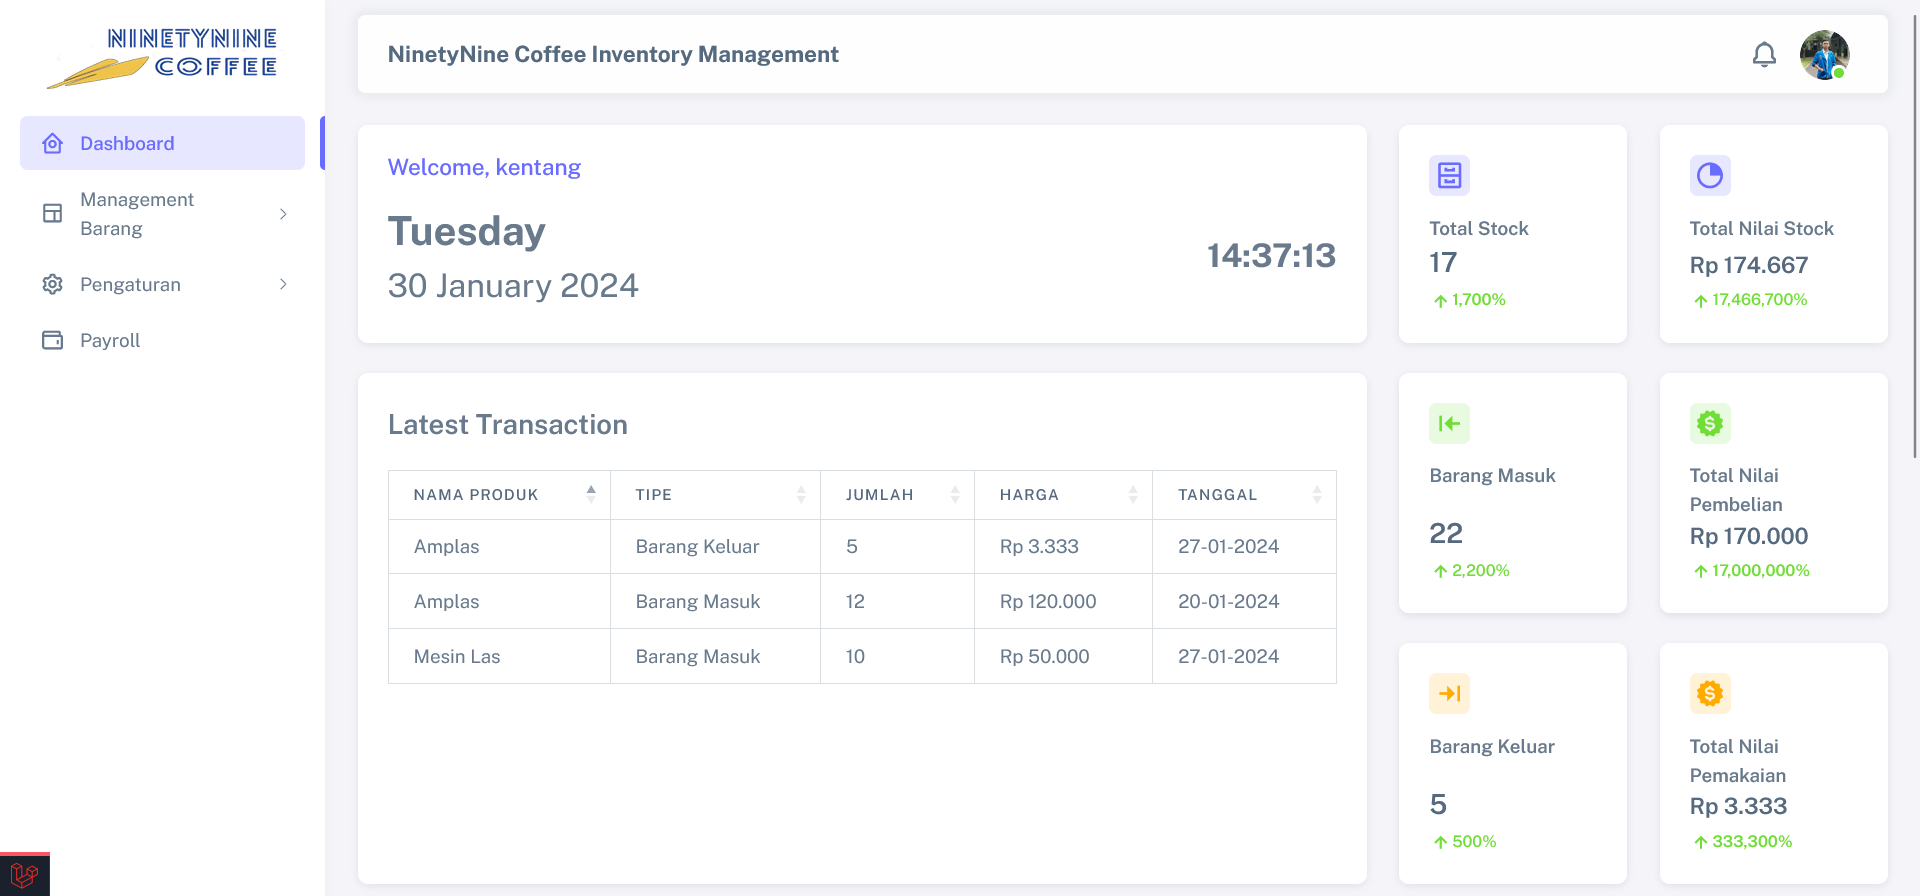 NINETYNINE
COFFEE
Dashboard
Management
Barang
Pengaturan
Payroll
NinetyNine Coffee Inventory Management
Welcome, kentang
Tuesday
30 January 2024
14:37:13
Total Stock
17
1,700%
Total Nilai Stock
Rp 174.667
17,466,700%
Latest Transaction
NAMA PRODUK TIPE JUMLAH HARGA TANGGAL
Amplas Barang Keluar 5 Rp 3.333 27-01-2024
Amplas Barang Masuk 12 Rp 120.000 20-01-2024
Mesin Las Barang Masuk 10 Rp 50.000 27-01-2024
Barang Masuk
22
2,200%
Total Nilai
Pembelian
Rp 170.000
17,000,000%
Barang Keluar
5
500%
Total Nilai
Pemakaian
Rp 3.333
333,300%